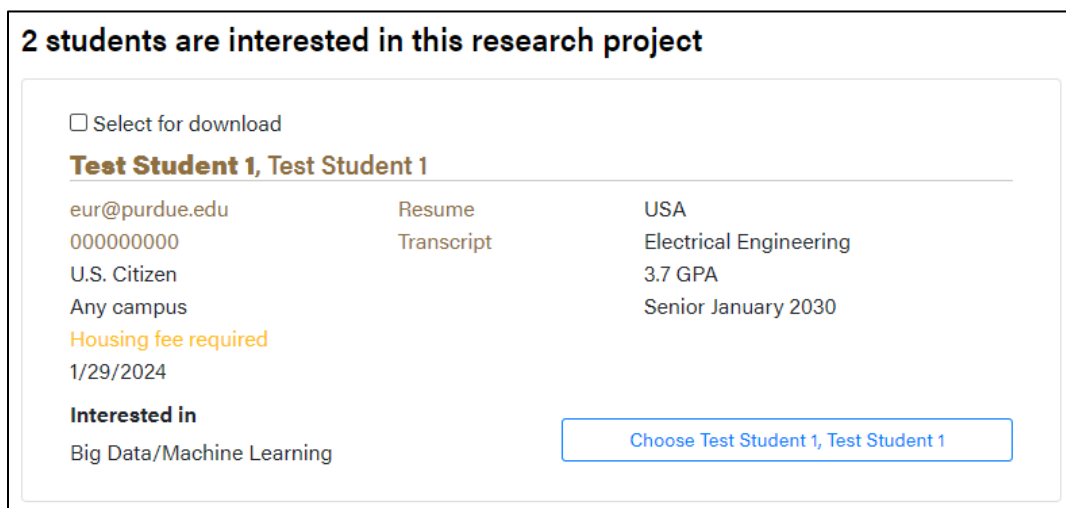 2 students are interested in this research project
Select for download
Test Student 1, Test Student 1
eur@purdue.edu
000000000
U.S. Citizen
Any campus
Housing fee required
1/29/2024
Resume
Transcript
USA
Electrical Engineering
3.7 GPA
Senior January 2030
Interested in
Big Data/Machine Learning
Choose Test Student 1, Test Student 1